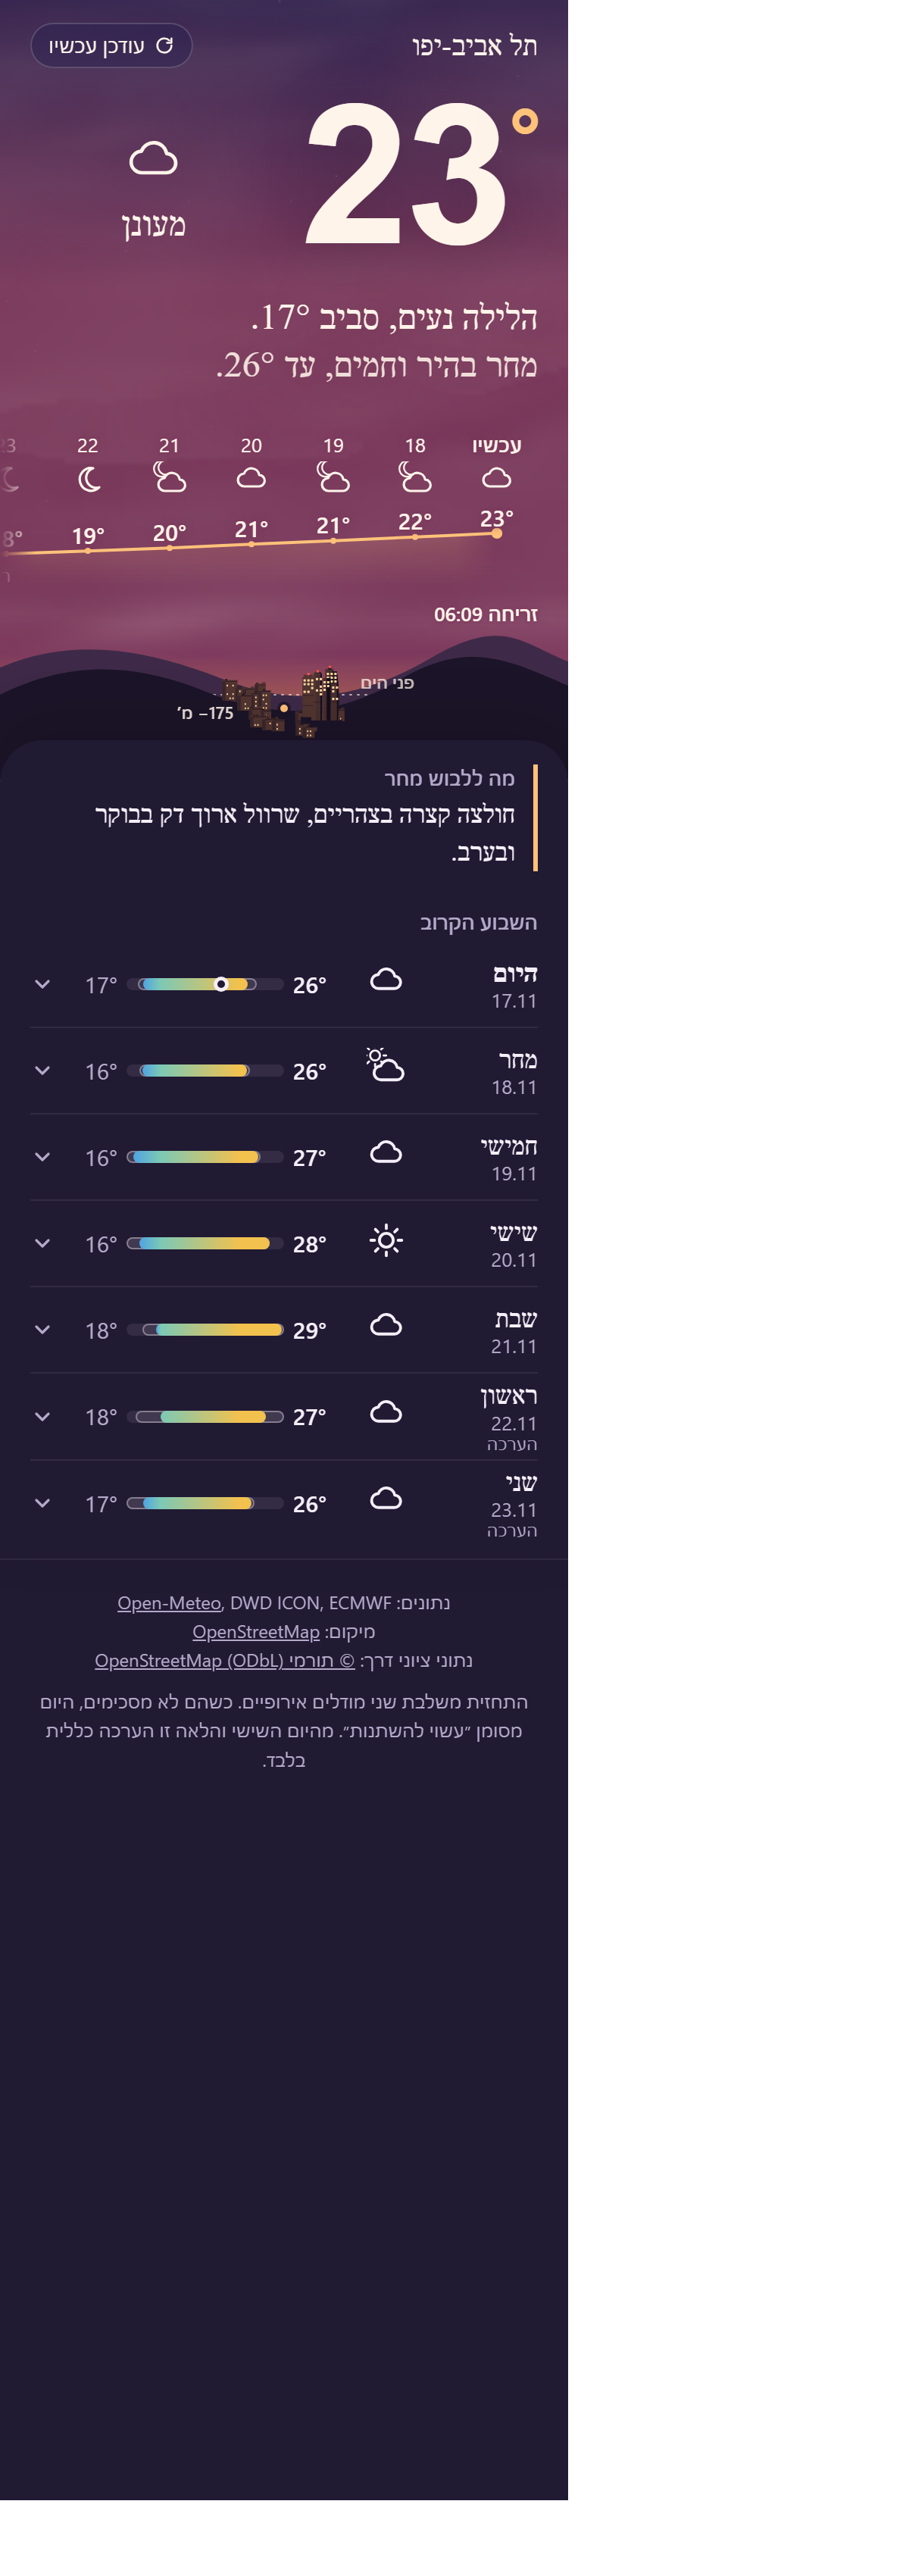 תל אביב-יפו
עודכן עכשיו
23°
מעונן
הלילה נעים, סביב 17°.
מחר בהיר וחמים, עד 26°.
עכשיו 18 19 20 21 22 23
23° 22° 21° 21° 20° 19°
זריחה 06:09
פני הים
−175 מ׳
מה ללבוש מחר
חולצה קצרה בצהריים, שרוול ארוך דק בבוקר
ובערב.
השבוע הקרוב
היום 26° 17°
17.11
מחר 26° 16°
18.11
חמישי 27° 16°
19.11
שישי 28° 16°
20.11
שבת 29° 18°
21.11
ראשון 27° 18°
22.11
הערכה
שני 26° 17°
23.11
הערכה
נתונים: Open-Meteo, DWD ICON, ECMWF
מיקום: OpenStreetMap
נתוני ציוני דרך: © תורמי OpenStreetMap (ODbL)
התחזית משלבת שני מודלים אירופיים. כשהם לא מסכימים, היום
מסומן ״עשוי להשתנות״. מהיום השישי והלאה זו הערכה כללית
בלבד.